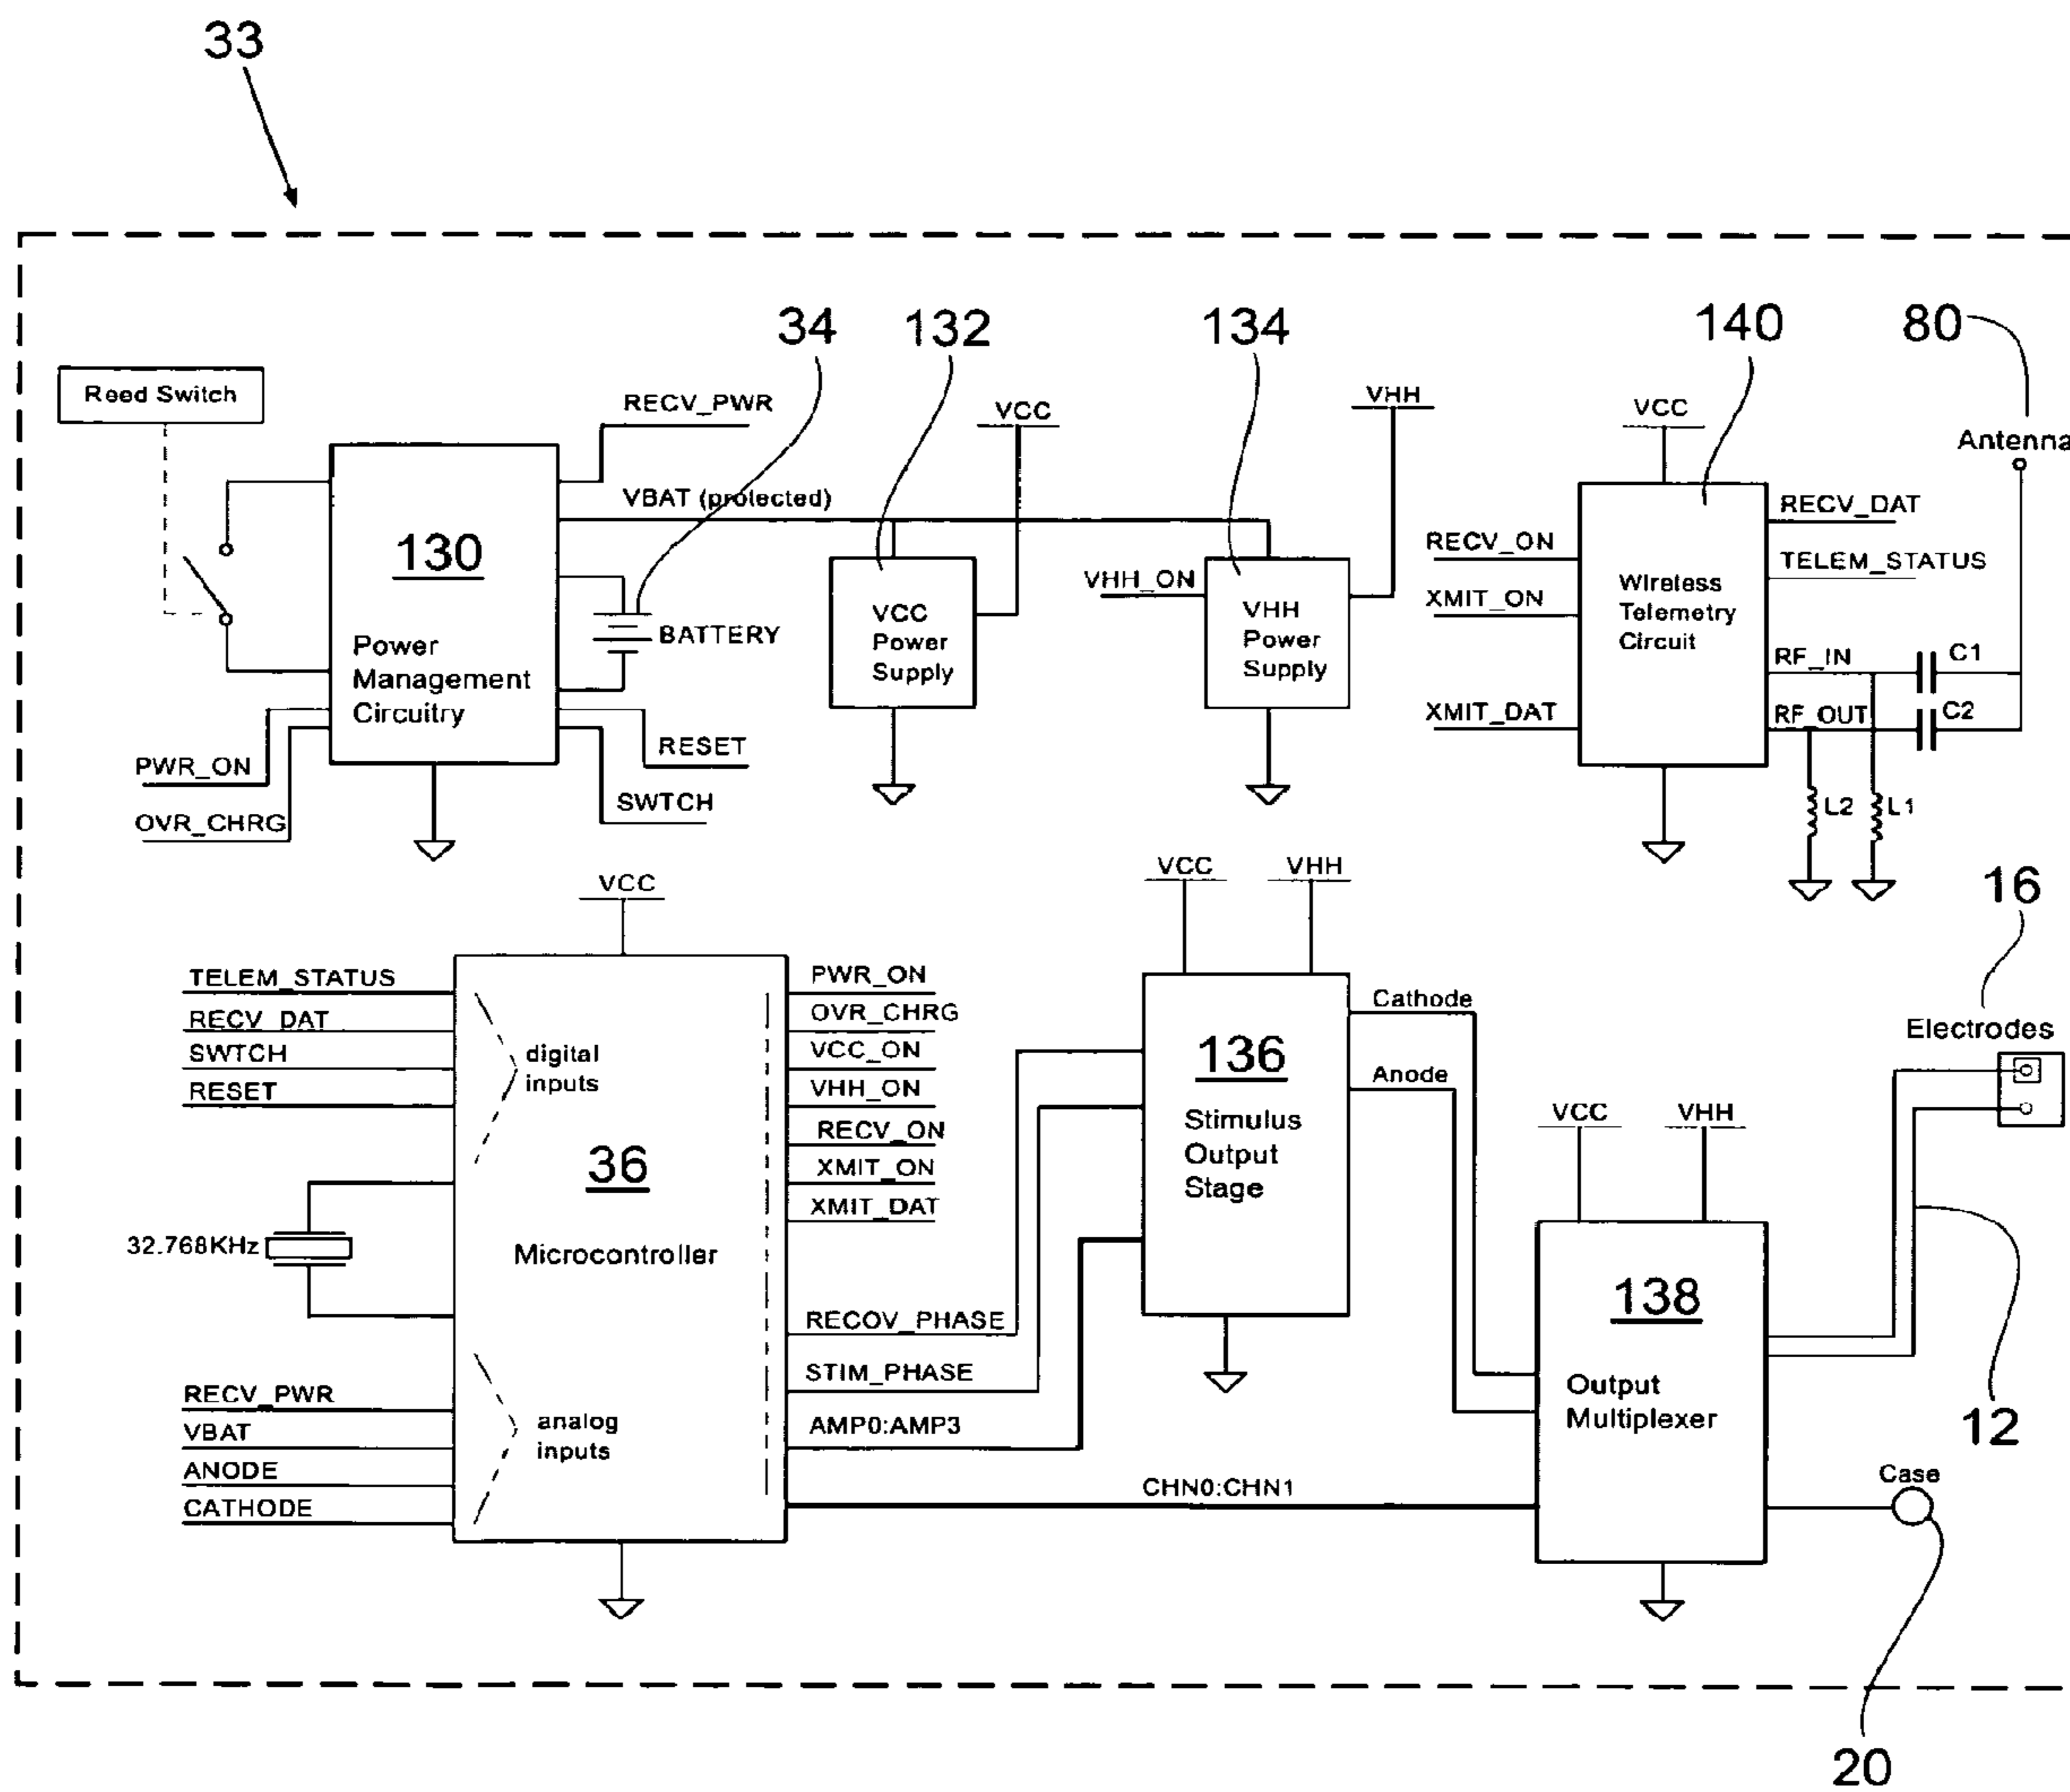 33
34
132
134
140
80
Reed Switch
RECV_PWR
VCC
VHH
VCC
Antenna
VBAT (protected)
130
Power
Management
Circuitry
BATTERY
VCC
Power
Supply
VHH_ON
VHH
Power
Supply
RECV_ON
XMIT_ON
XMIT_DAT
Wireless
Telemetry
Circuit
RECV_DAT
TELEM_STATUS
RF_IN
RF_OUT
C1
C2
L2
L1
PWR_ON
OVR_CHRG
RESET
SWTCH
VCC
TELEM_STATUS
RECV_DAT
SWTCH
RESET
digital
inputs
36
Microcontroller
32.768KHz
RECV_PWR
VBAT
ANODE
CATHODE
analog
inputs
PWR_ON
OVR_CHRG
VCC_ON
VHH_ON
RECV_ON
XMIT_ON
XMIT_DAT
RECOV_PHASE
STIM_PHASE
AMP0:AMP3
CHN0:CHN1
VCC
VHH
136
Stimulus
Output
Stage
Cathode
Anode
VCC
VHH
138
Output
Multiplexer
16
Electrodes
12
Case
20